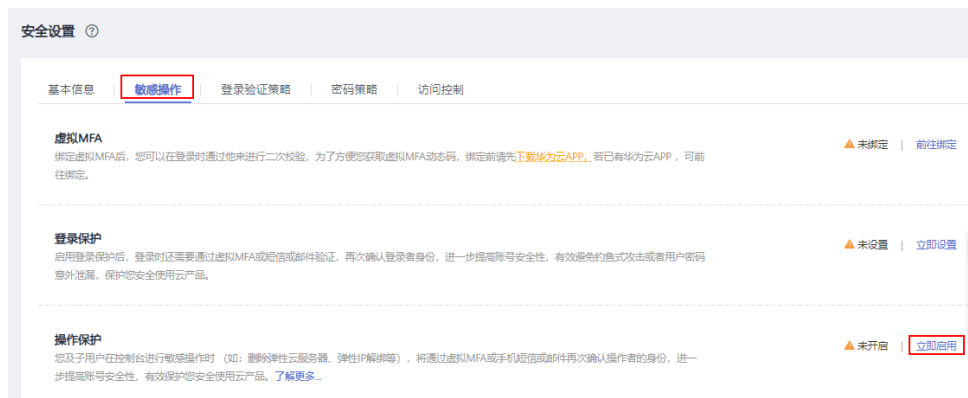 安全设置 ?
基本信息 敏感操作 登录验证策略 密码策略 访问控制
虚拟MFA
绑定虚拟MFA后，您可以在登录时通过他来进行二次校验，为了方便您获取虚拟MFA动态码，绑定前请先下载华为云APP，若已有华为云APP ，可前
往绑定。
未绑定 | 前往绑定
登录保护
启用登录保护后，登录时还需要通过虚拟MFA或短信或邮件验证，再次确认登录者身份，进一步提高账号安全性，有效避免钓鱼式攻击或者用户密码
意外泄漏，保护您安全使用云产品。
未设置 | 立即设置
操作保护
您及子用户在控制台进行敏感操作时 （如：删除弹性云服务器、弹性IP解绑等），将通过虚拟MFA或手机短信或邮件再次确认操作者的身份，进一
步提高账号安全性，有效保护您安全使用云产品。了解更多...
未开启 | 立即启用